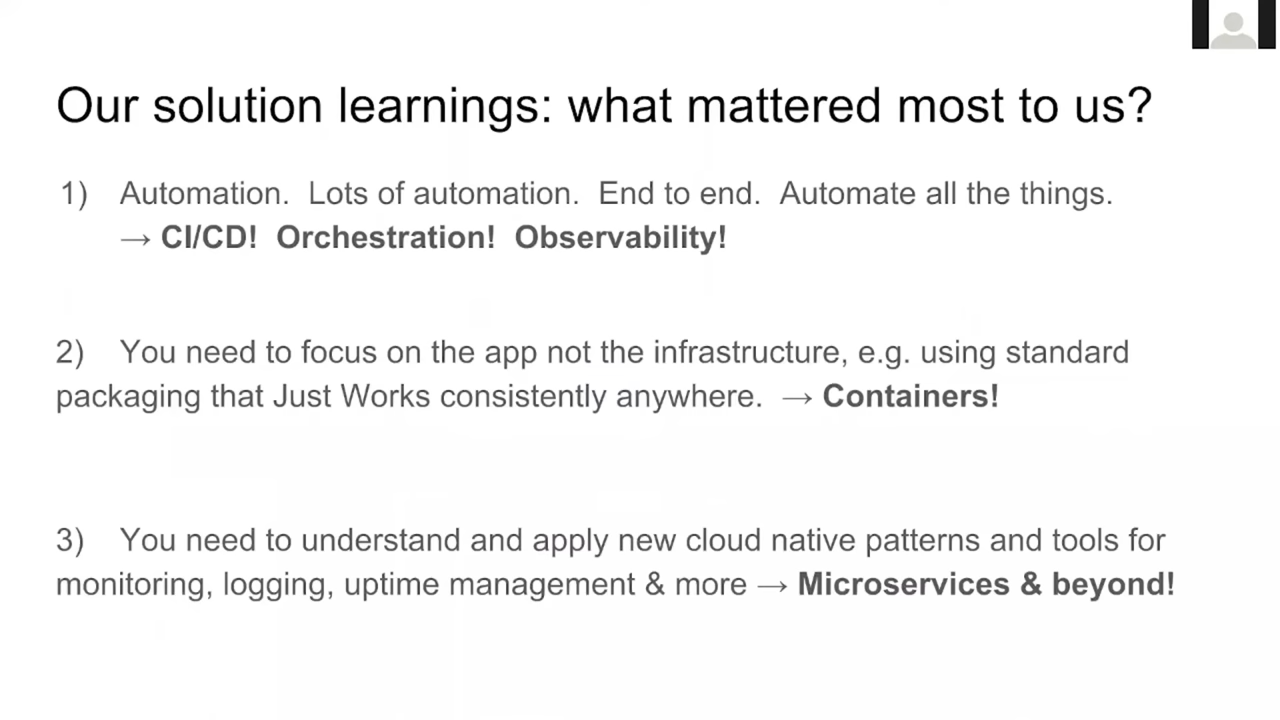 Our solution learnings: what mattered most to us?
1) Automation. Lots of automation. End to end. Automate all the things.
→ CI/CD! Orchestration! Observability!
2) You need to focus on the app not the infrastructure, e.g. using standard
packaging that Just Works consistently anywhere. → Containers!
3) You need to understand and apply new cloud native patterns and tools for
monitoring, logging, uptime management & more → Microservices & beyond!